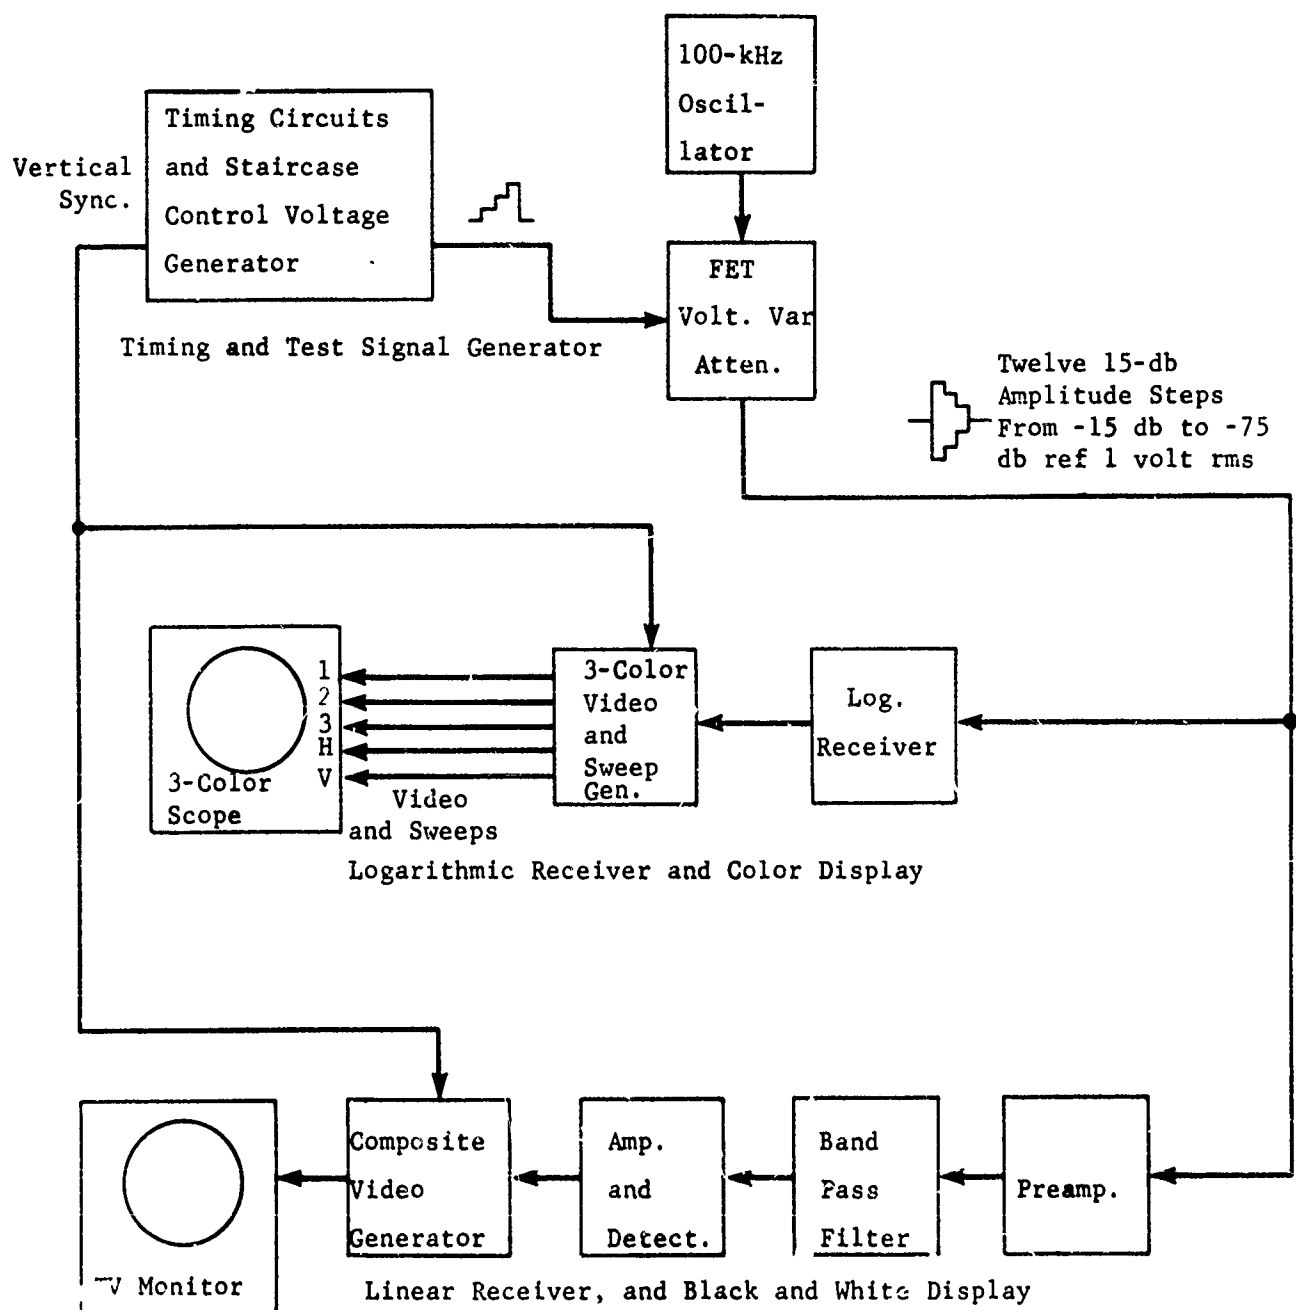 100-kHz
Oscil-
lator
Timing Circuits
and Staircase
Control Voltage
Generator
Vertical
Sync.
FET
Volt. Var
Atten.
Timing and Test Signal Generator
Twelve 15-db
Amplitude Steps
From -15 db to -75
db ref 1 volt rms
1
2
3
H
V
3-Color
Scope
3-Color
Video
and
Sweep
Gen.
Log.
Receiver
Video
and Sweeps
Logarithmic Receiver and Color Display
Composite
Video
Generator
Amp.
and
Detect.
Band
Pass
Filter
Preamp.
TV Monitor
Linear Receiver, and Black and White Display